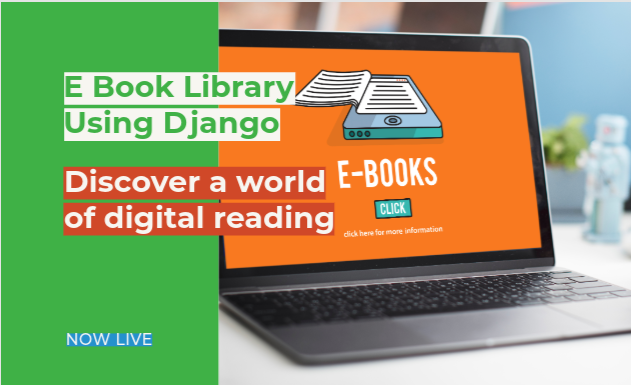 E Book Library
Using Django
Discover a world
of digital reading
E-BOOKS
CLICK
click here for more information
NOW LIVE